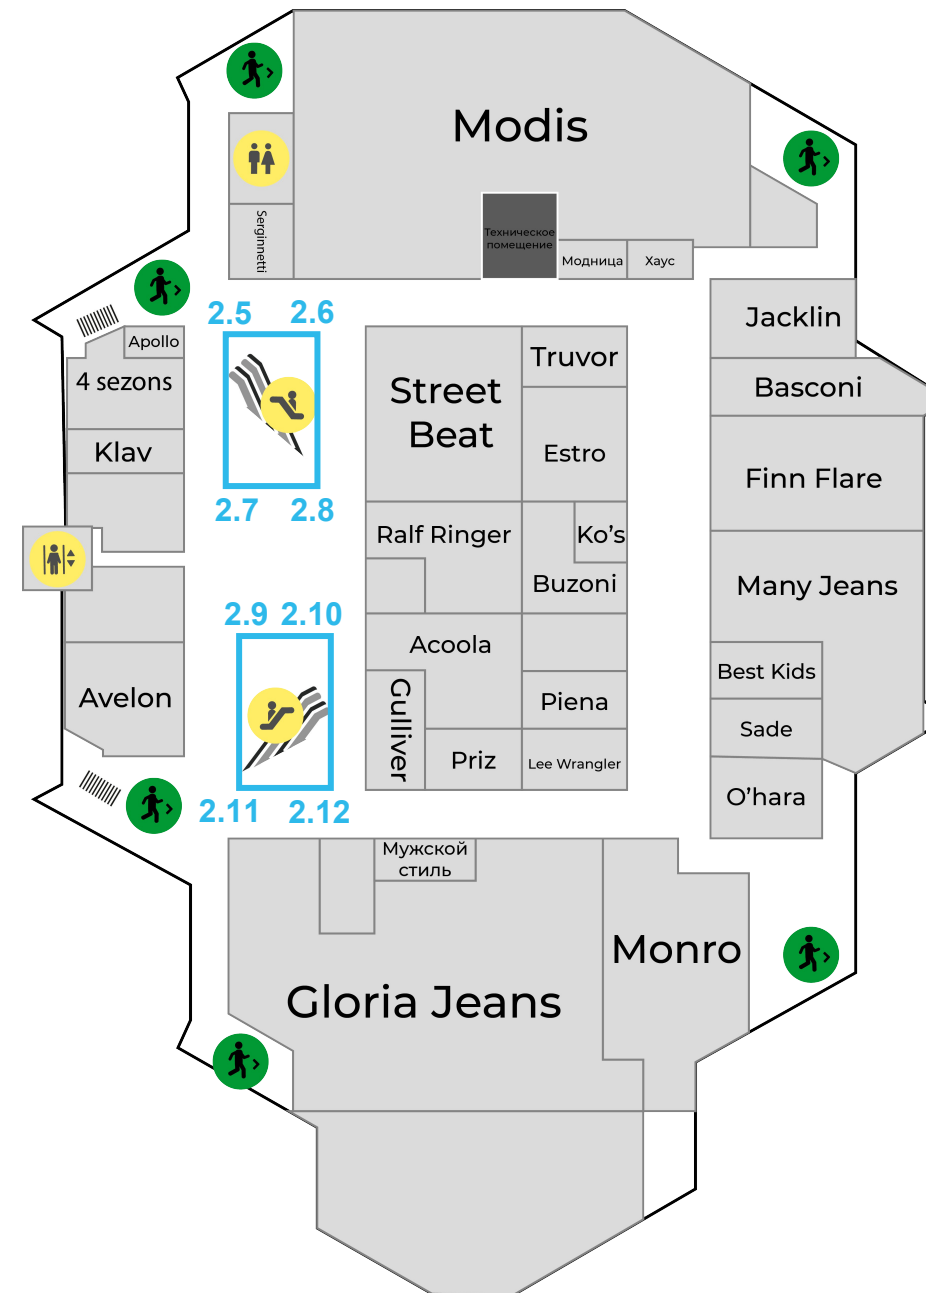 Modis
Serginnetti
Техническое
помещение
Модница
Хаус
2.5
2.6
Jacklin
Apollo
Truvor
4 sezons
Street
Beat
Basconi
Klav
Estro
Finn Flare
2.7
2.8
Ralf Ringer
Ko's
Buzoni
Many Jeans
2.9
2.10
Acoola
Best Kids
Avelon
Gulliver
Piena
Sade
Priz
Lee Wrangler
O'hara
2.11
2.12
Мужской
стиль
Monro
Gloria Jeans